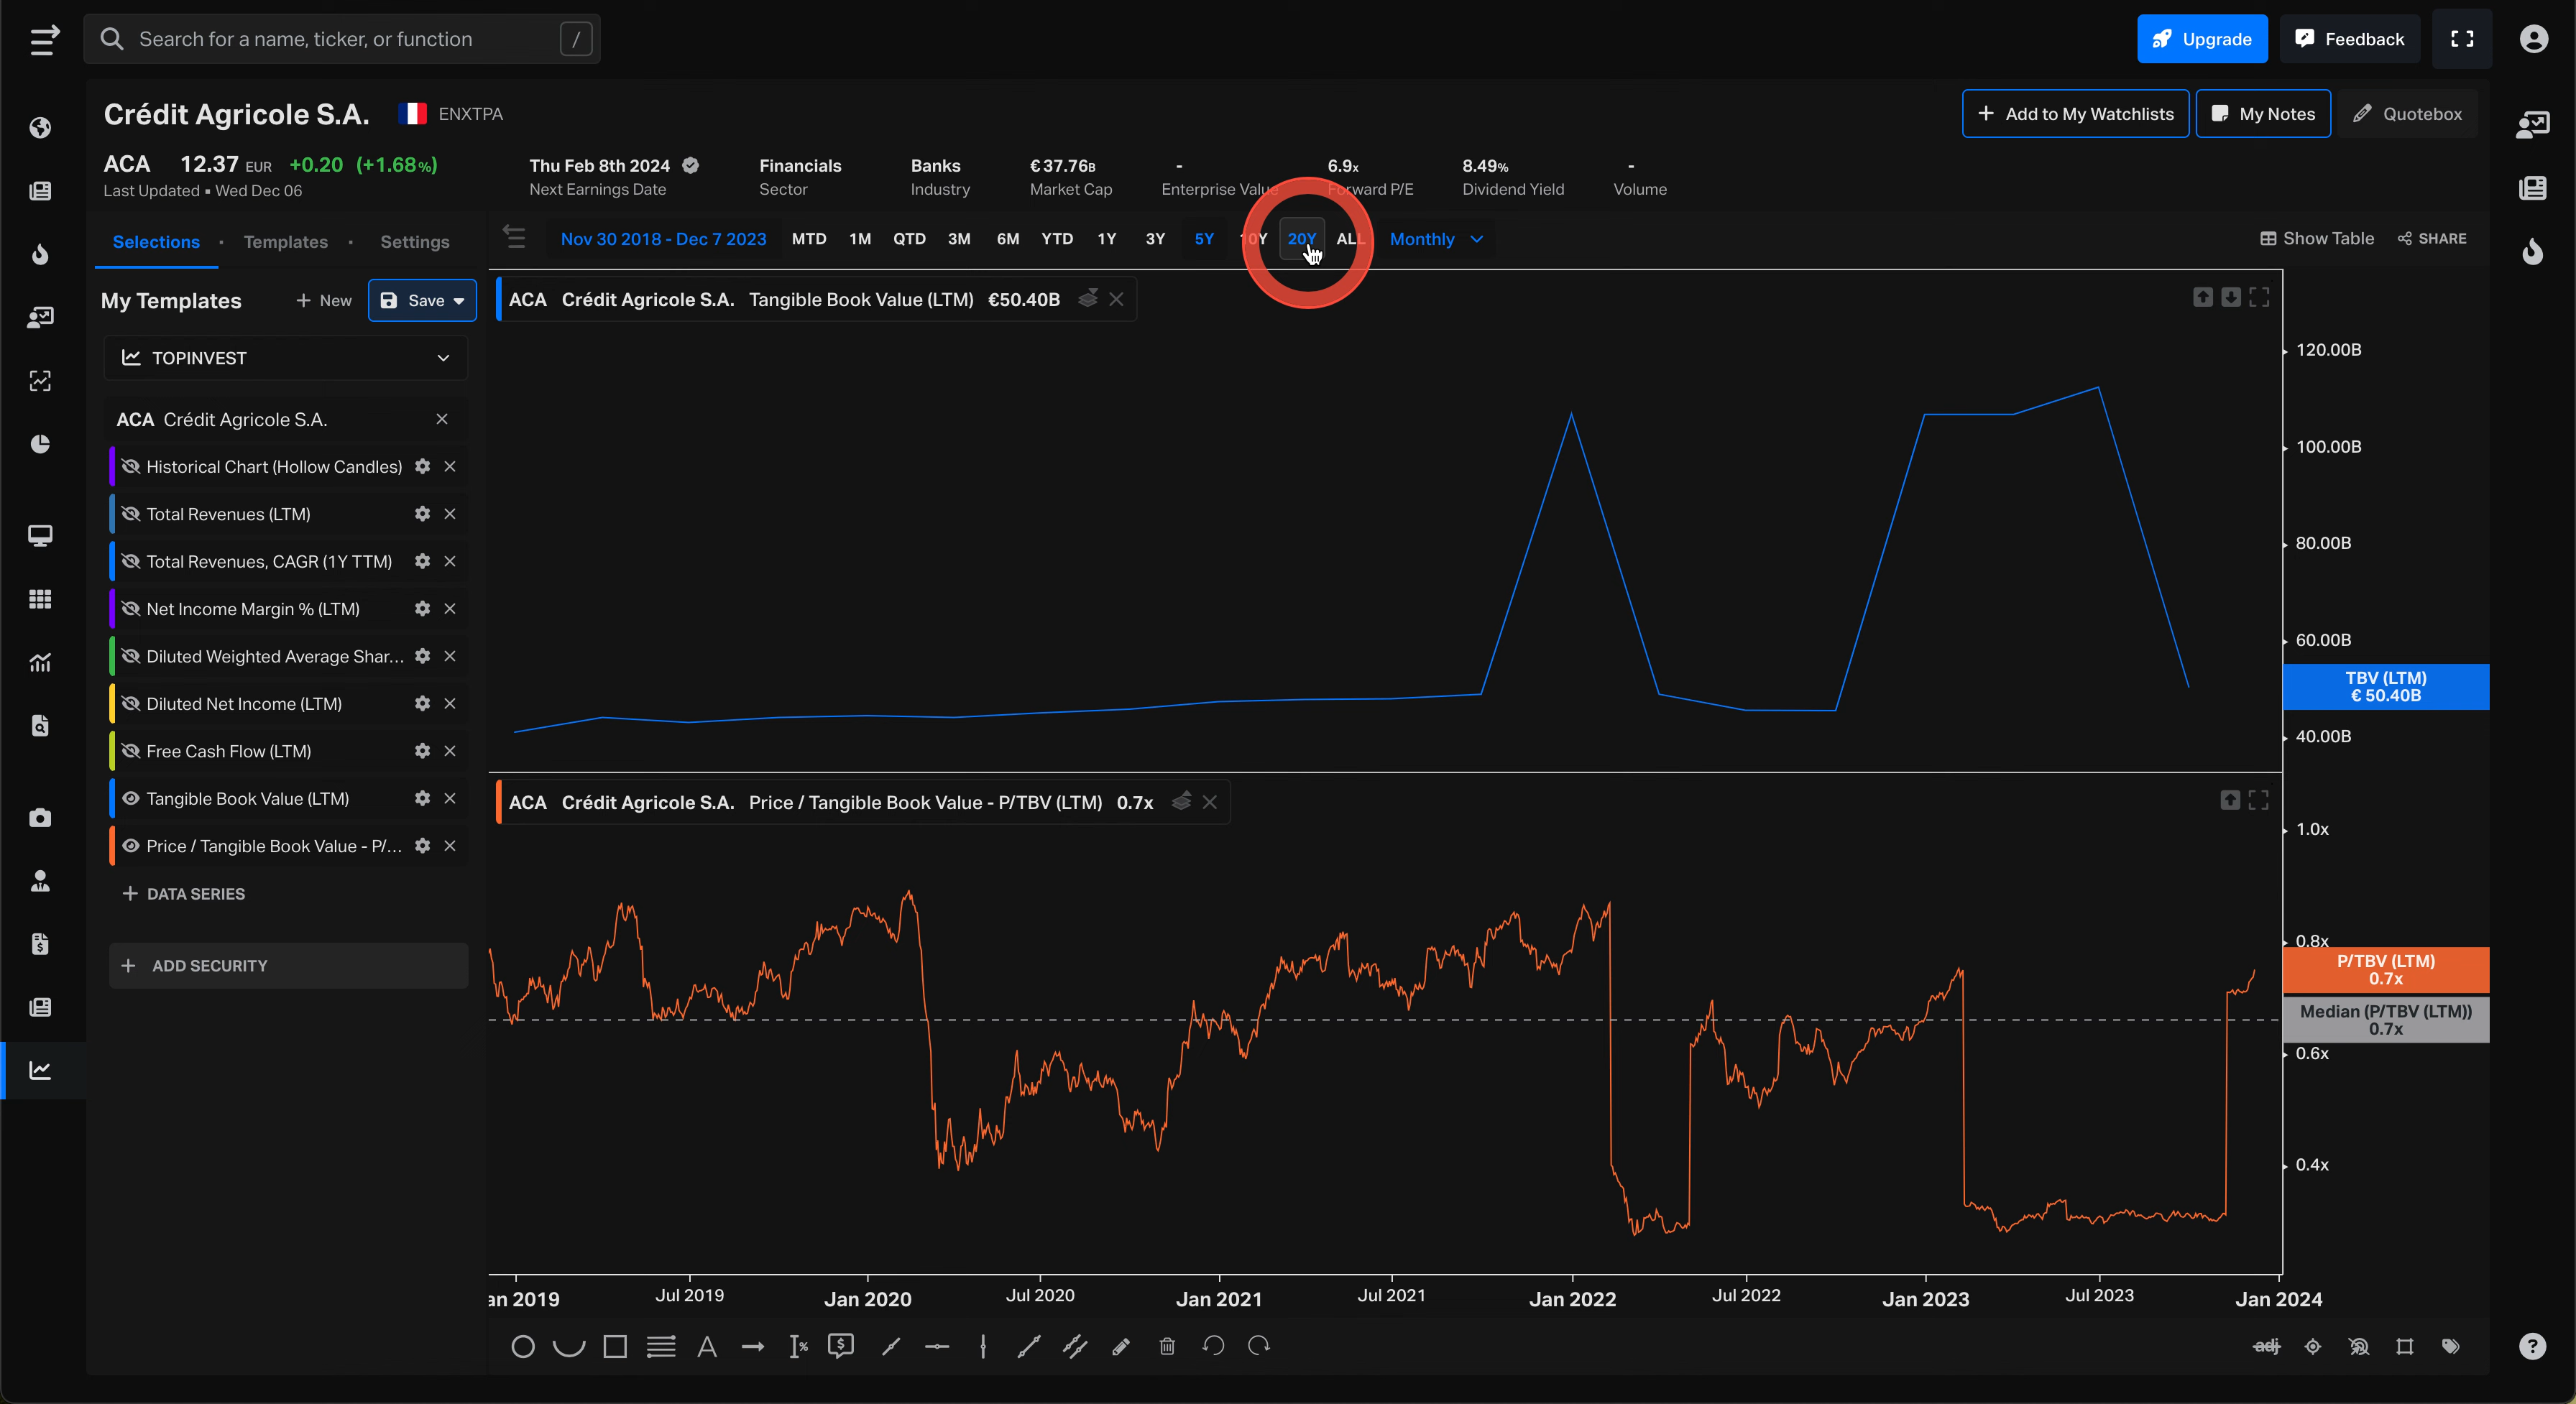 Search for a name, ticker, or function /
Upgrade Feedback
Crédit Agricole S.A. ENXTPA
Add to My Watchlists My Notes Quotebox
ACA 12.37 EUR +0.20 (+1.68%)
Last Updated ▪ Wed Dec 06
Thu Feb 8th 2024
Next Earnings Date
Financials
Sector
Banks
Industry
€37.76B
Market Cap
-
Enterprise Value
6.9x
Forward P/E
8.49%
Dividend Yield
-
Volume
Selections · Templates · Settings
Nov 30 2018 - Dec 7 2023 MTD 1M QTD 3M 6M YTD 1Y 3Y 5Y 10Y 20Y ALL Monthly
Show Table SHARE
My Templates + New Save
TOPINVEST
ACA Crédit Agricole S.A.
Historical Chart (Hollow Candles)
Total Revenues (LTM)
Total Revenues, CAGR (1Y TTM)
Net Income Margin % (LTM)
Diluted Weighted Average Shar...
Diluted Net Income (LTM)
Free Cash Flow (LTM)
Tangible Book Value (LTM)
Price / Tangible Book Value - P/...
+ DATA SERIES
+ ADD SECURITY
ACA Crédit Agricole S.A. Tangible Book Value (LTM) €50.40B
120.00B
100.00B
80.00B
60.00B
TBV (LTM)
€ 50.40B
40.00B
ACA Crédit Agricole S.A. Price / Tangible Book Value - P/TBV (LTM) 0.7x
1.0x
0.8x
P/TBV (LTM)
0.7x
Median (P/TBV (LTM))
0.7x
0.6x
0.4x
an 2019 Jul 2019 Jan 2020 Jul 2020 Jan 2021 Jul 2021 Jan 2022 Jul 2022 Jan 2023 Jul 2023 Jan 2024
A % $ adj ?